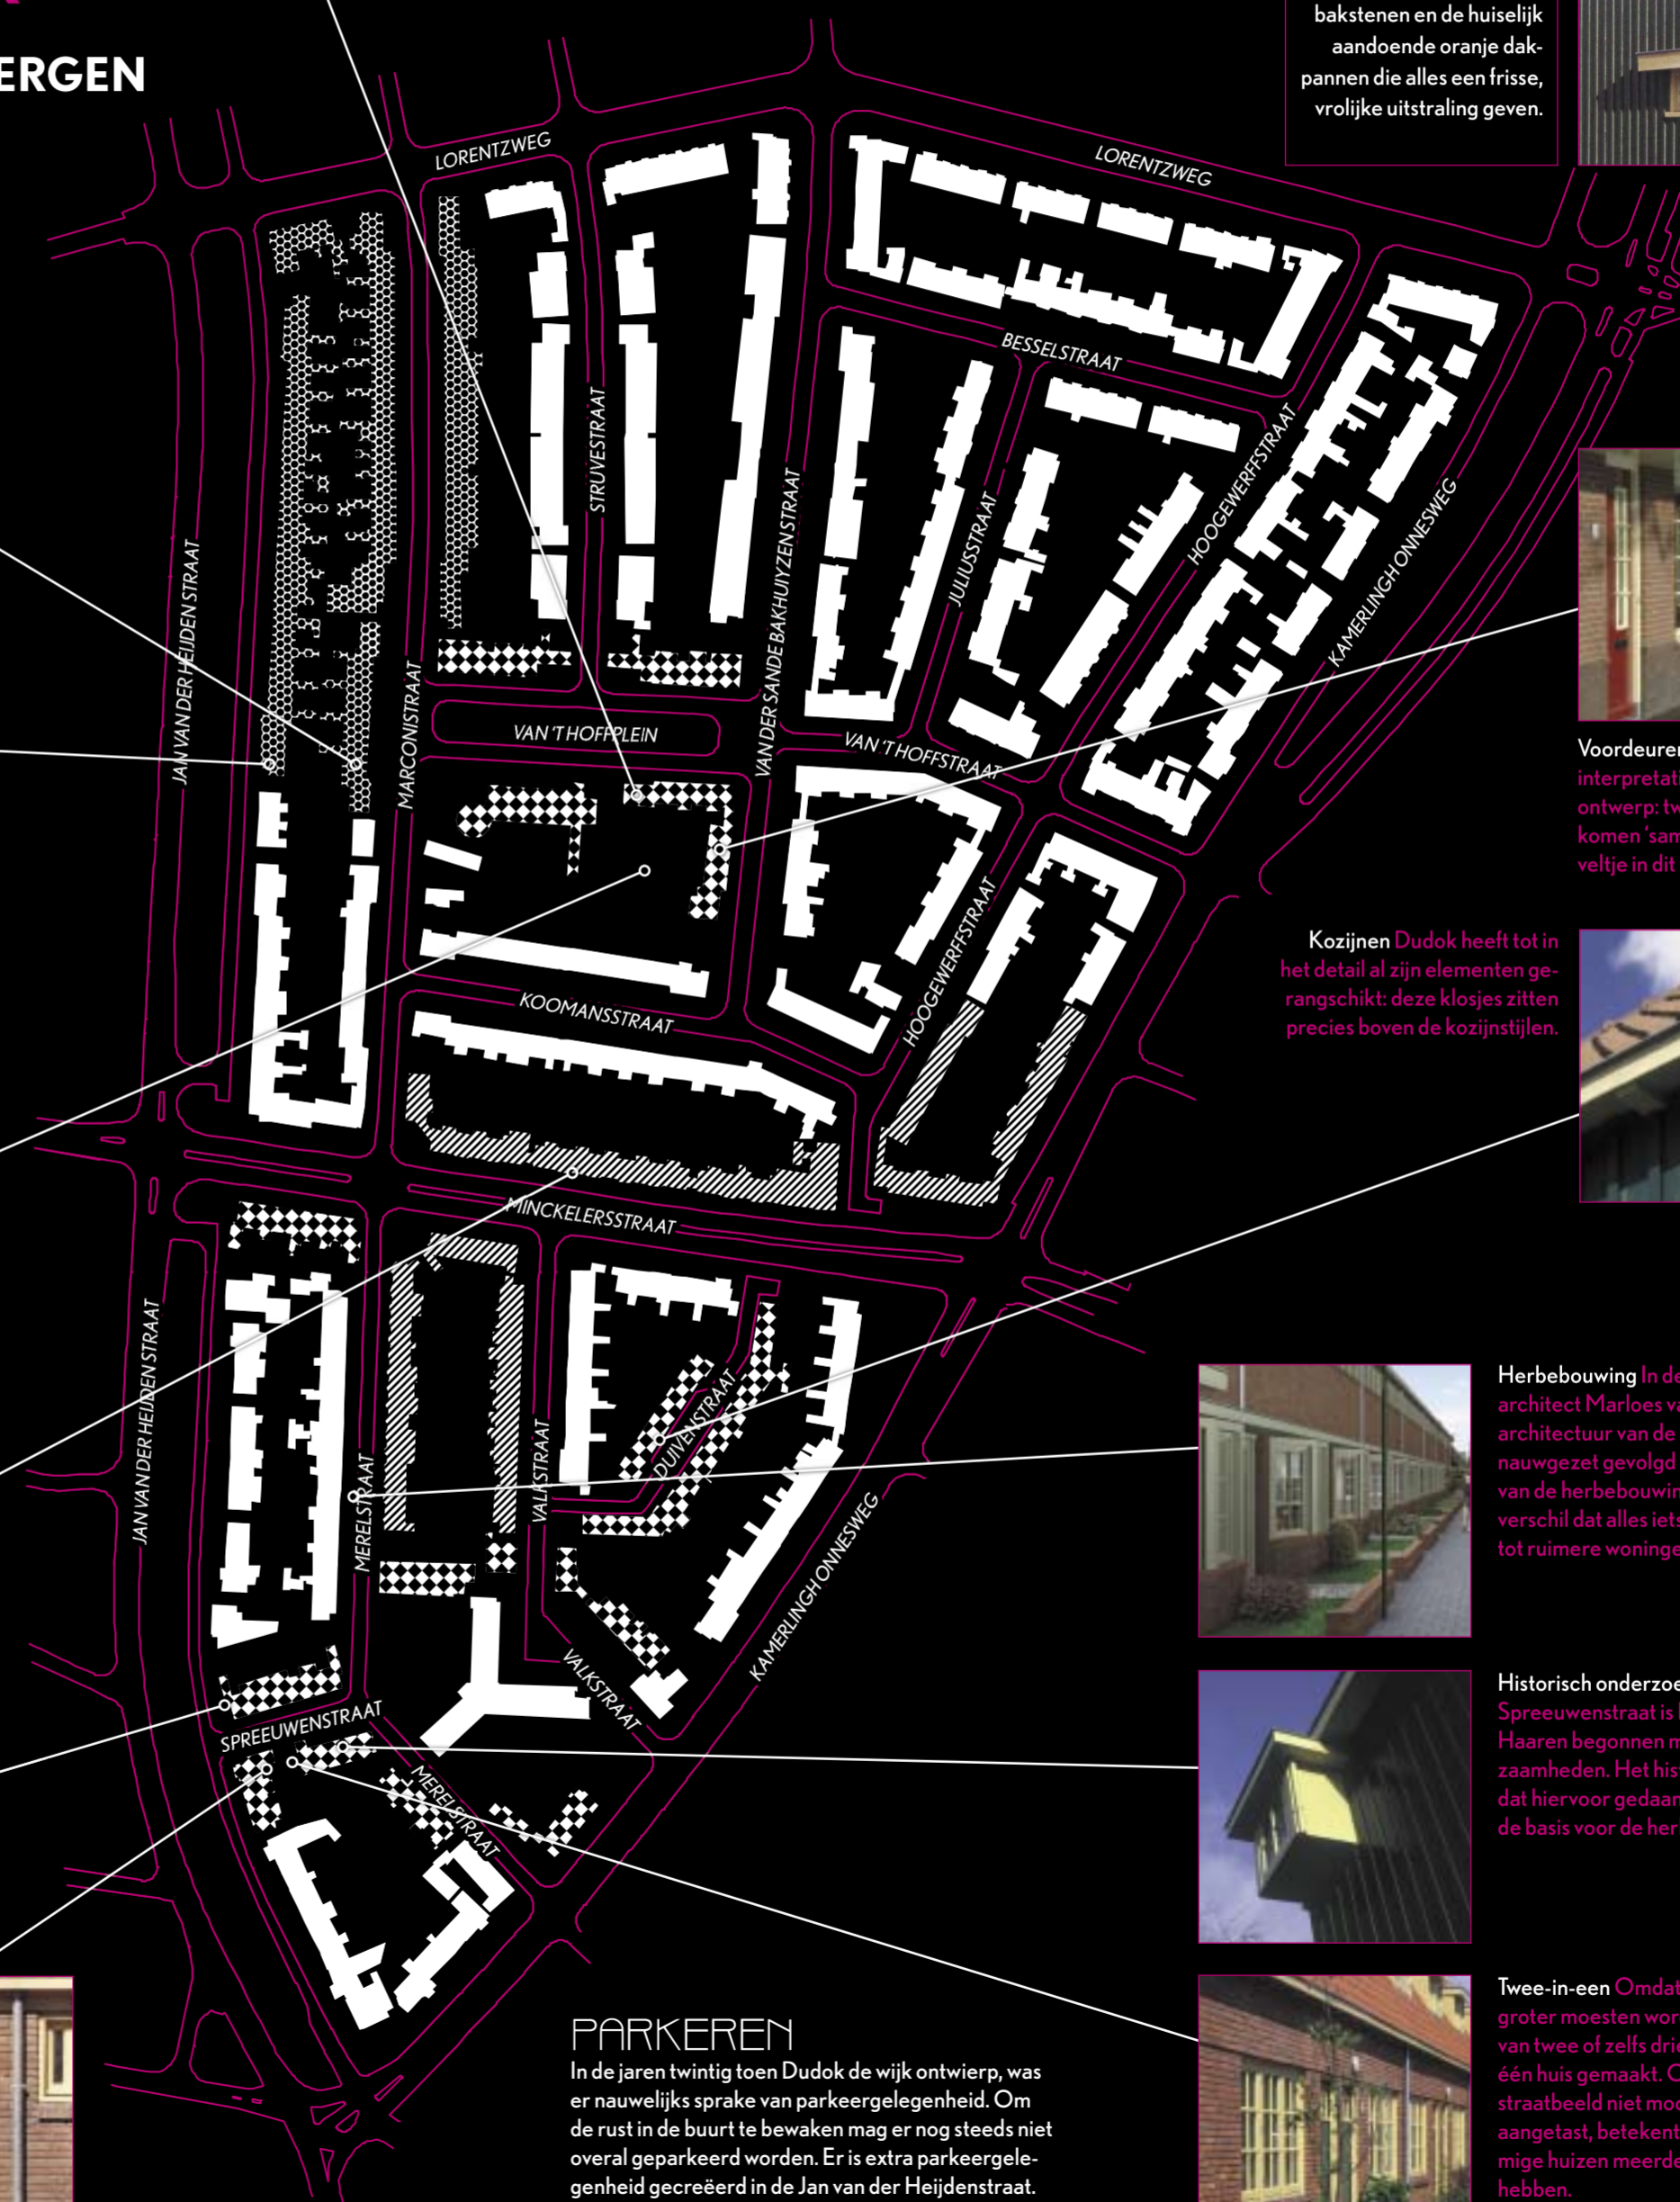 ERGEN
bakstenen en de huiselijk
aandoende oranje dak-
pannen die alles een frisse,
vrolijke uitstraling geven.
LORENTZWEG
LORENTZWEG
BESSELSTRAAT
STRUVESTRAAT
HOOGEWERFFSTRAAT
VAN DER SANDE BAKHUYZENSTRAAT
JULIUSSTRAAT
KAMERLINGH ONNESWEG
JAN VAN DER HEIJDEN STRAAT
MARCONISTRAAT
VAN 'T HOFFPLEIN
VAN 'T HOFFSTRAAT
HOOGEWERFFSTRAAT
KOOMANSSTRAAT
MINCKELERSSTRAAT
JAN VAN DER HEIJDEN STRAAT
MERELSTRAAT
VALKSTRAAT
DUIVENSTRAAT
KAMERLINGH ONNESWEG
VALKSTRAAT
SPREEUWENSTRAAT
MERELSTRAAT
Voordeuren
interpretat
ontwerp: tw
komen 'sam
veltje in dit
Kozijnen Dudok heeft tot in
het detail al zijn elementen ge-
rangschikt: deze klosjes zitten
precies boven de kozijnstijlen.
Herbebouwing In de
architect Marloes va
architectuur van de
nauwgezet gevolgd
van de herbebouwin
verschil dat alles iets
tot ruimere woninge
Historisch onderzoe
Spreeuwenstraat is
Haaren begonnen m
zaamheden. Het his
dat hiervoor gedaan
de basis voor de her
Twee-in-een Omdat
groter moesten wor
van twee of zelfs drie
één huis gemaakt. O
straatbeeld niet moc
aangetast, betekent
mige huizen meerde
hebben.
PARKEREN
In de jaren twintig toen Dudok de wijk ontwierp, was
er nauwelijks sprake van parkeergelegenheid. Om
de rust in de buurt te bewaken mag er nog steeds niet
overal geparkeerd worden. Er is extra parkeergele-
genheid gecreëerd in de Jan van der Heijdenstraat.